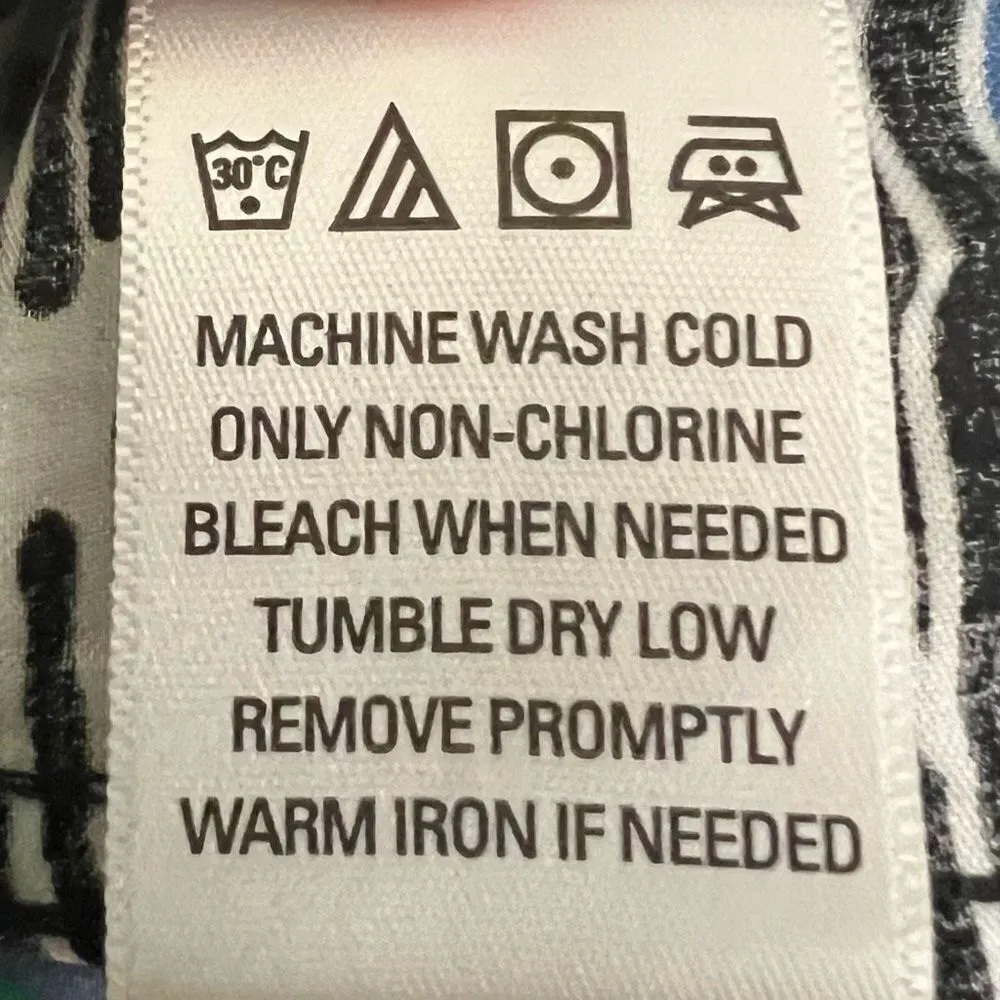 30°C
MACHINE WASH COLD
ONLY NON-CHLORINE
BLEACH WHEN NEEDED
TUMBLE DRY LOW
REMOVE PROMPTLY
WARM IRON IF NEEDED